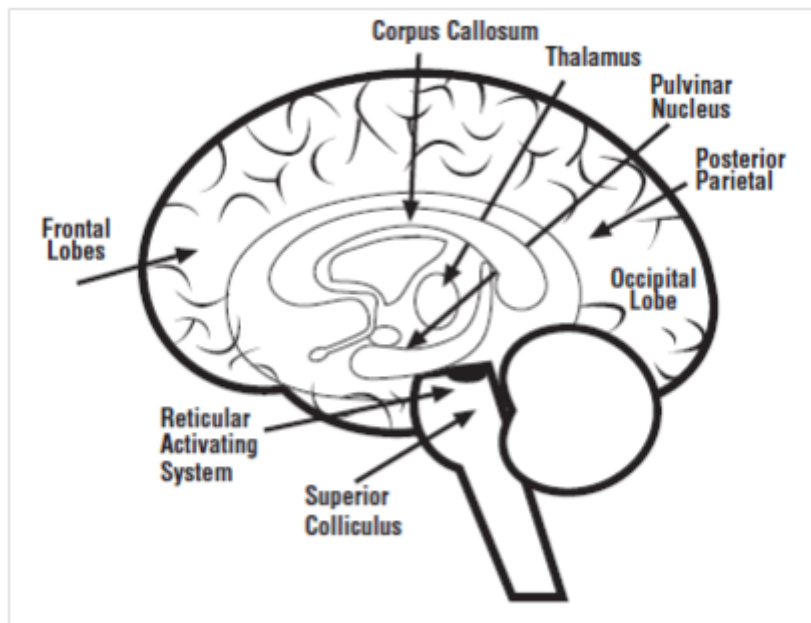 Corpus Callosum
Thalamus
Pulvinar
Nucleus
Posterior
Parietal
Frontal
Lobes
Occipital
Lobe
Reticular
Activating
System
Superior
Colliculus